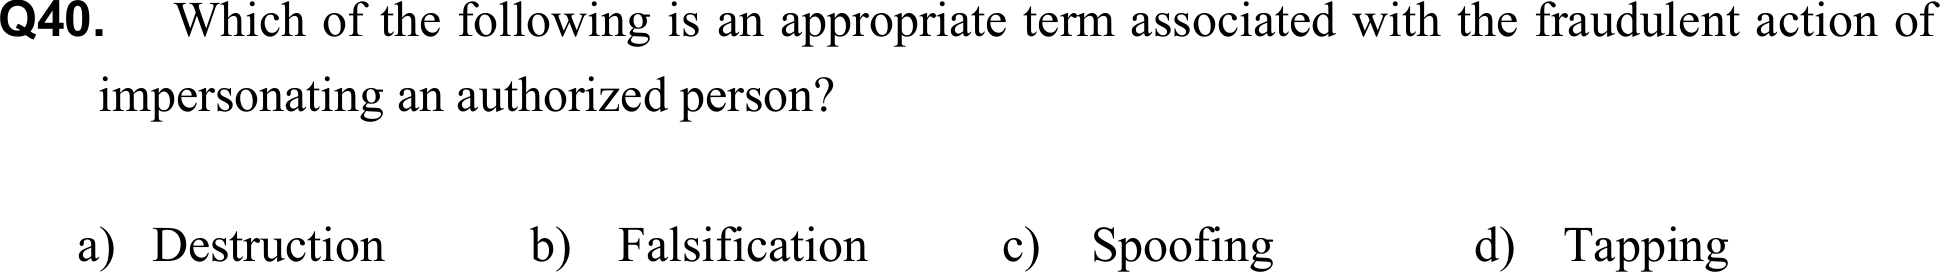 Q40. Which of the following is an appropriate term associated with the fraudulent action of
impersonating an authorized person?
a) Destruction b) Falsification c) Spoofing d) Tapping